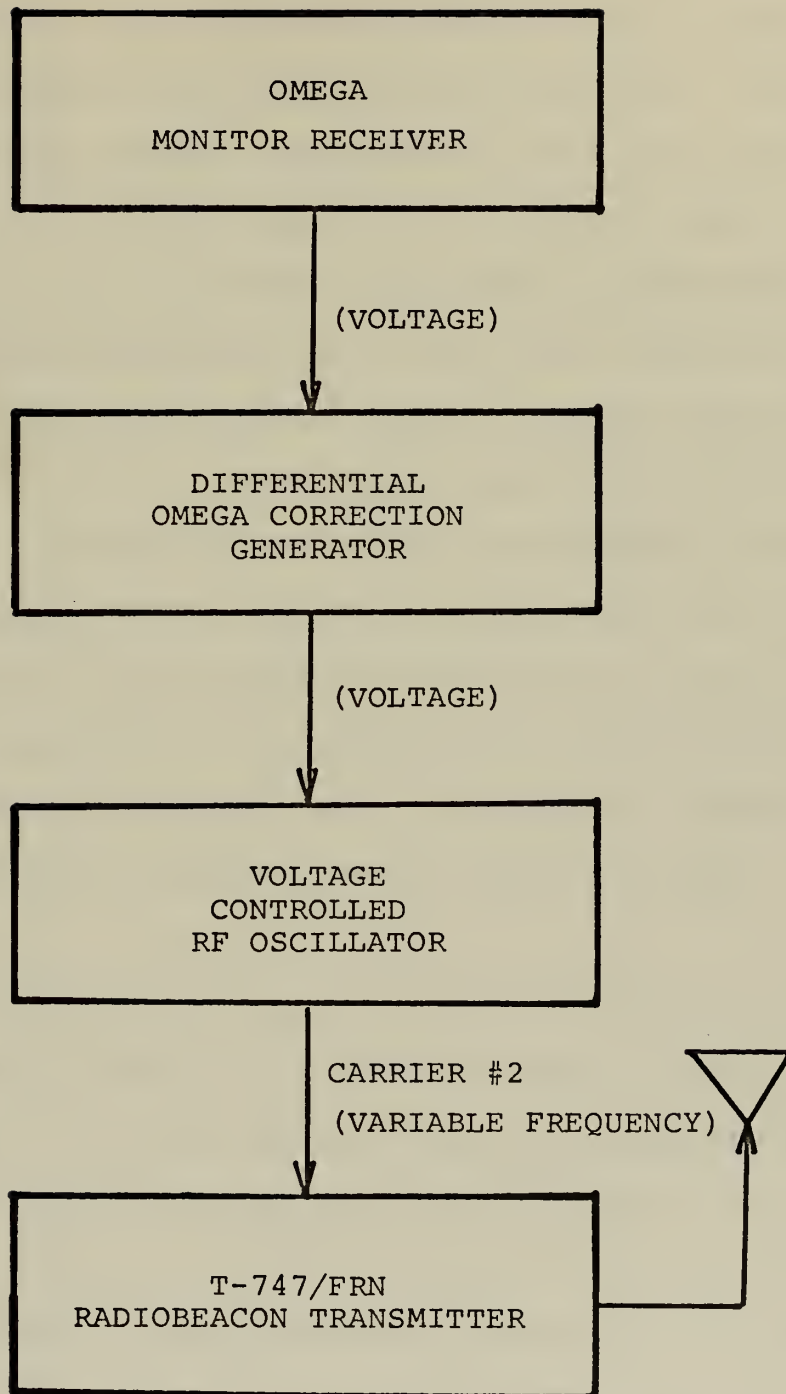 OMEGA
MONITOR RECEIVER
(VOLTAGE)
DIFFERENTIAL
OMEGA CORRECTION
GENERATOR
(VOLTAGE)
VOLTAGE
CONTROLLED
RF OSCILLATOR
CARRIER #2
(VARIABLE FREQUENCY)
T-747/FRN
RADIOBEACON TRANSMITTER